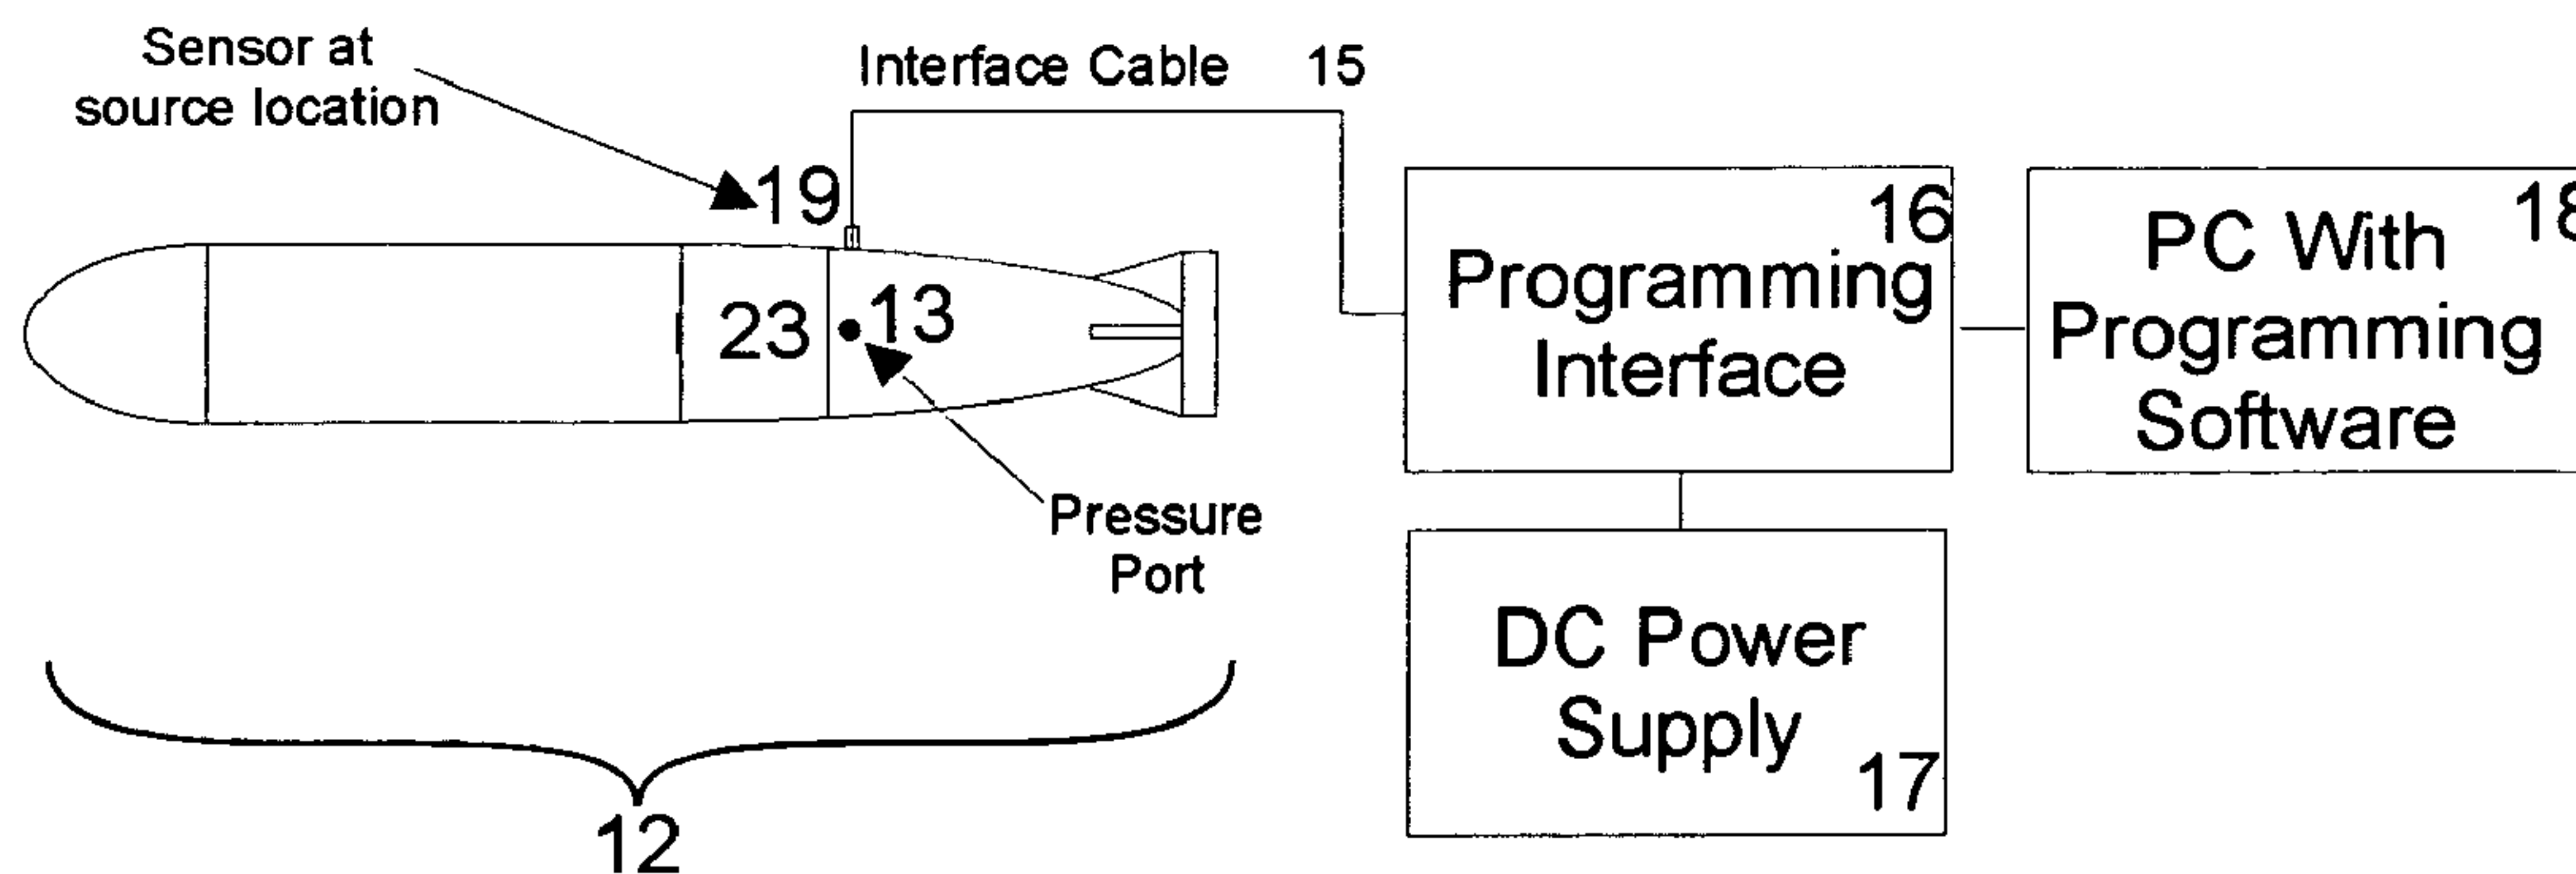 Sensor at
source location
Interface Cable 15
19
16
Programming
Interface
18
PC With
Programming
Software
23
13
Pressure
Port
DC Power
Supply
17
12